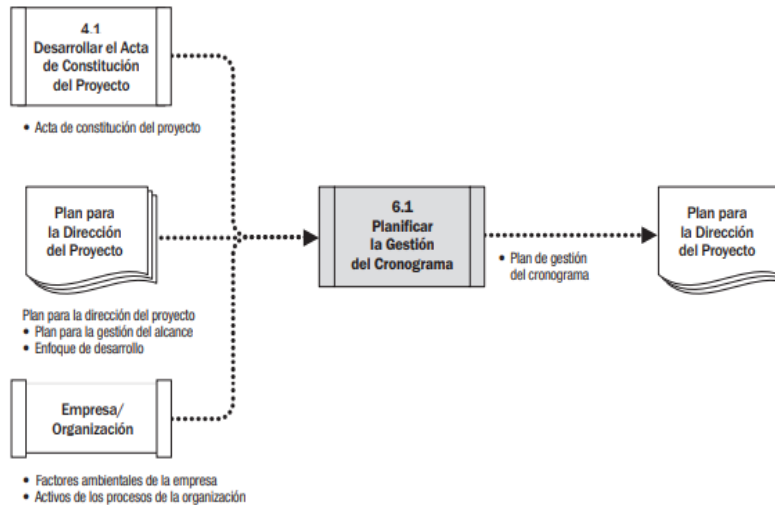 4.1
Desarrollar el Acta
de Constitución
del Proyecto
• Acta de constitución del proyecto
Plan para
la Dirección
del Proyecto
Plan para la dirección del proyecto
• Plan para la gestión del alcance
• Enfoque de desarrollo
Empresa/
Organización
• Factores ambientales de la empresa
• Activos de los procesos de la organización
6.1
Planificar
la Gestión
del Cronograma
• Plan de gestión
del cronograma
Plan para
la Dirección
del Proyecto